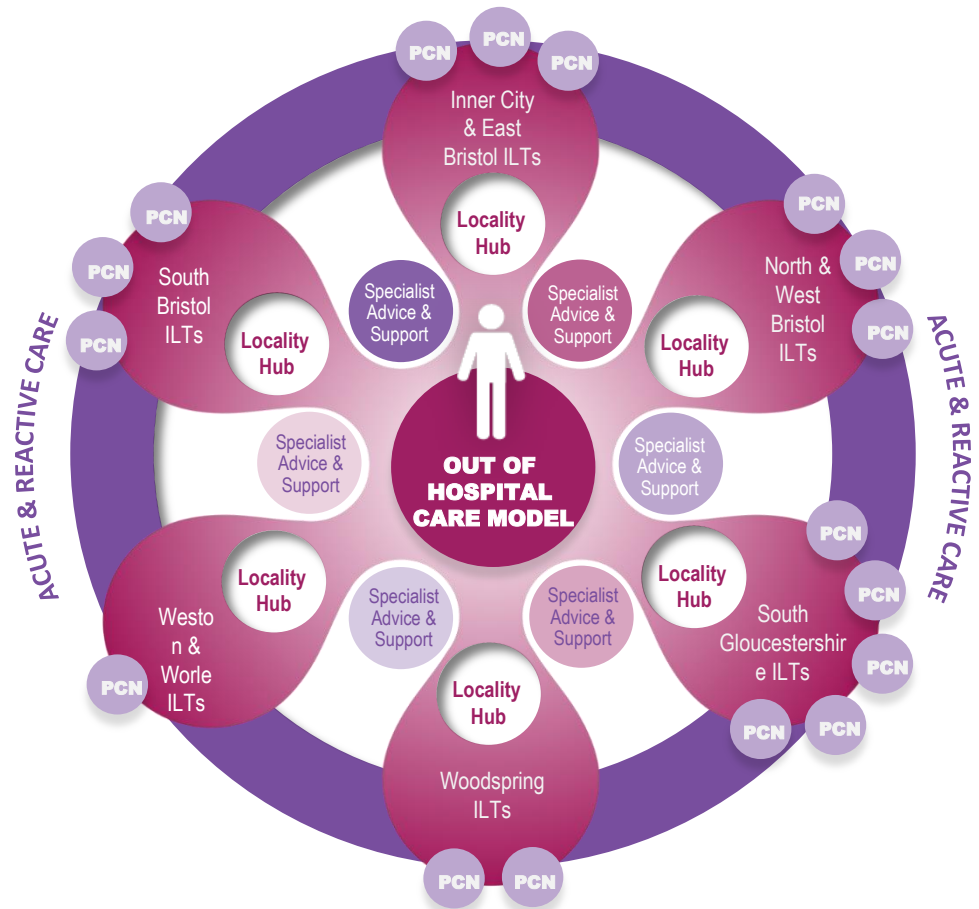 PCN
PCN
PCN
Inner City
& East
Bristol ILTs
Locality
Hub
PCN
PCN
PCN
South
Bristol
ILTs
Locality
Hub
Specialist
Advice &
Support
Specialist
Advice &
Support
PCN
PCN
PCN
North &
West
Bristol
ILTs
Locality
Hub
ACUTE & REACTIVE CARE
ACUTE & REACTIVE CARE
Specialist
Advice &
Support
OUT OF
HOSPITAL
CARE MODEL
Specialist
Advice &
Support
Locality
Hub
Westo
n &
Worle
ILTs
PCN
Specialist
Advice &
Support
Specialist
Advice &
Support
Locality
Hub
South
Gloucestershir
e ILTs
PCN
PCN
PCN
PCN
PCN
Locality
Hub
Woodspring
ILTs
PCN
PCN